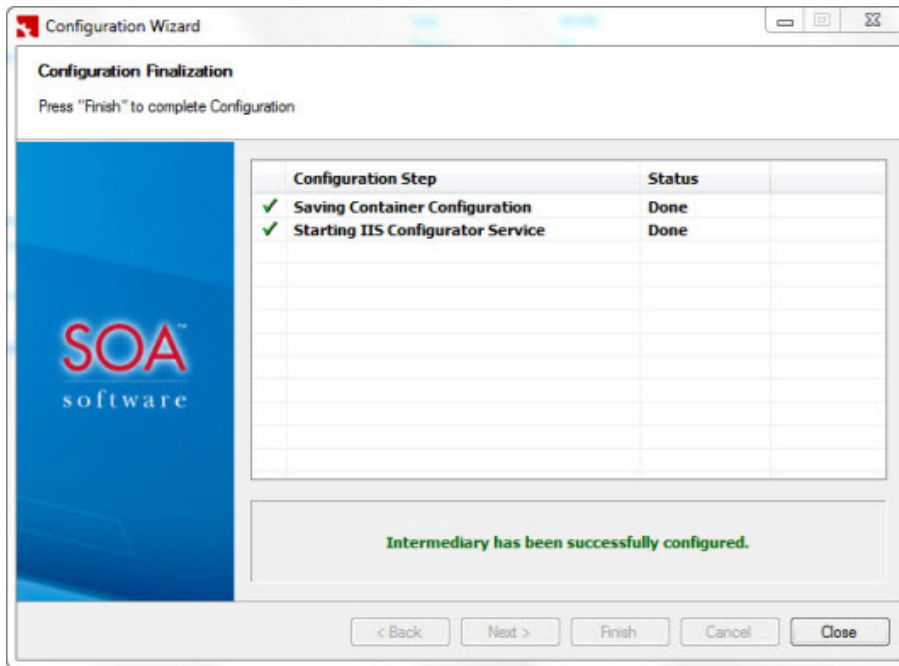 Configuration Wizard
Configuration Finalization
Press "Finish" to complete Configuration
Configuration Step Status
Saving Container Configuration Done
Starting IIS Configurator Service Done
SOA™
software
Intermediary has been successfully configured.
< Back Next > Finish Cancel Close